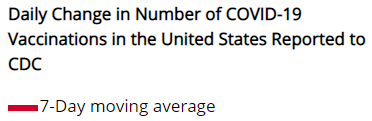 Daily Change in Number of COVID-19
Vaccinations in the United States Reported to
CDC
7-Day moving average